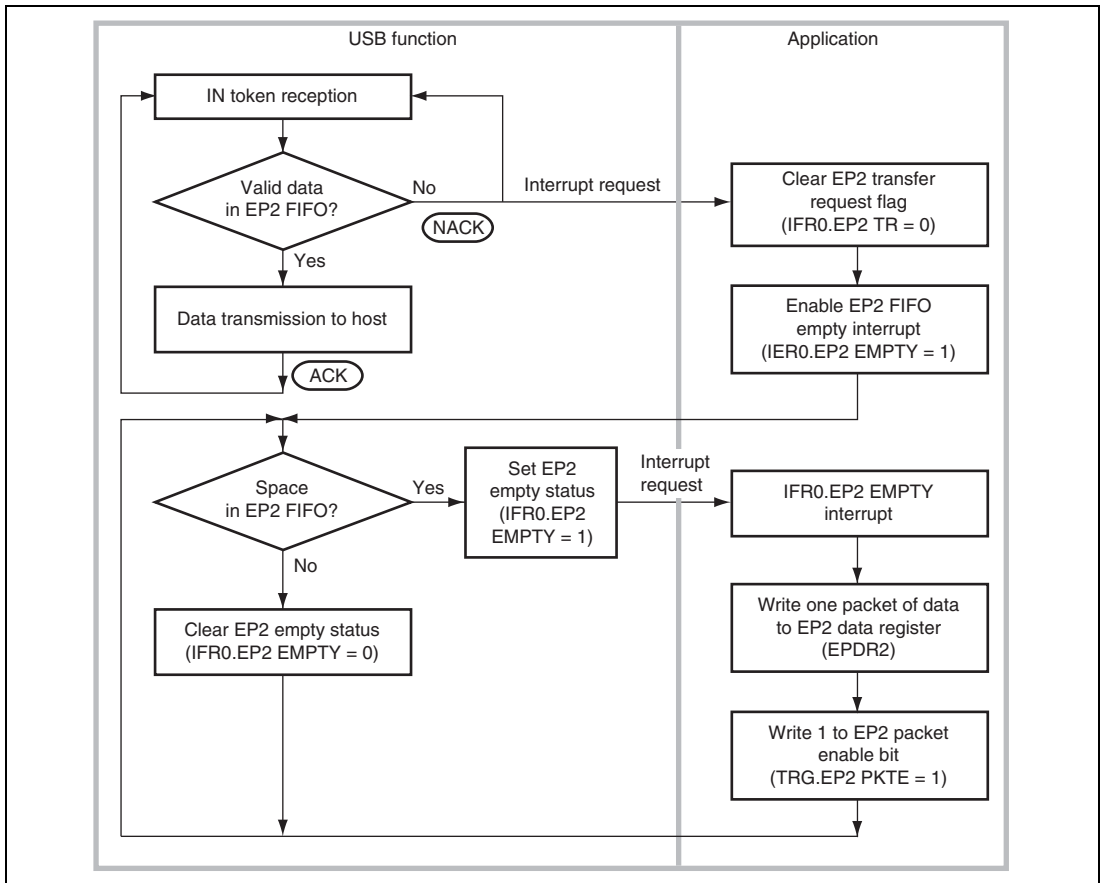 USB function
Application
IN token reception
Valid data
in EP2 FIFO?
No
NACK
Interrupt request
Clear EP2 transfer
request flag
(IFR0.EP2 TR = 0)
Yes
Data transmission to host
ACK
Enable EP2 FIFO
empty interrupt
(IER0.EP2 EMPTY = 1)
Space
in EP2 FIFO?
Yes
Set EP2
empty status
(IFR0.EP2
EMPTY = 1)
Interrupt
request
IFR0.EP2 EMPTY
interrupt
No
Clear EP2 empty status
(IFR0.EP2 EMPTY = 0)
Write one packet of data
to EP2 data register
(EPDR2)
Write 1 to EP2 packet
enable bit
(TRG.EP2 PKTE = 1)